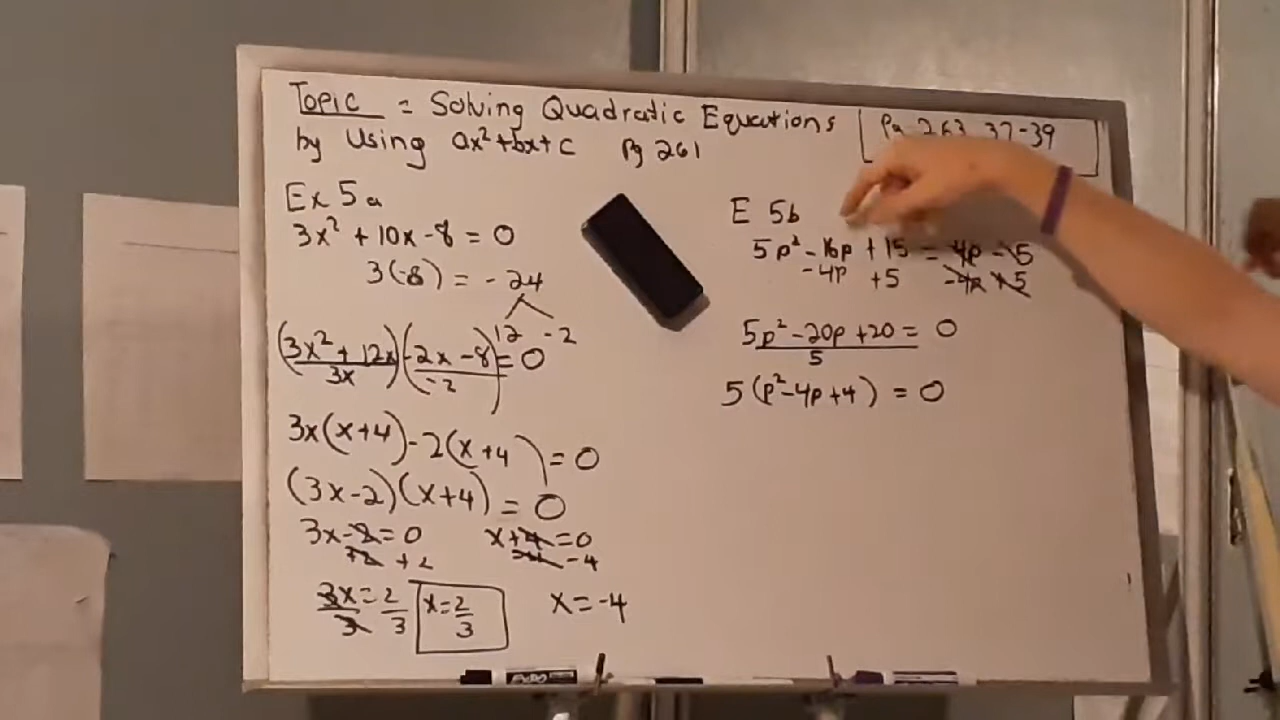 Topic = Solving Quadratic Equations
by Using ax²+bx+c Pg 261
Pg 263 37-39
Ex 5a
3x² + 10x - 8 = 0
3(-8) = - 24
12 -2
(3x² + 12x)(-2x - 8) = 0
3x -2
3x(x+4) - 2(x+4) = 0
(3x-2)(x+4) = 0
3x-2=0 x+4=0
+2 +2 -4 -4
3x=2 x=2 x=-4
3 3 3
E 5b
5p² - 16p + 15 = 4p - 5
-4p +5 -4p +5
5p² - 20p + 20 = 0
5
5(p² - 4p + 4) = 0
EXPO